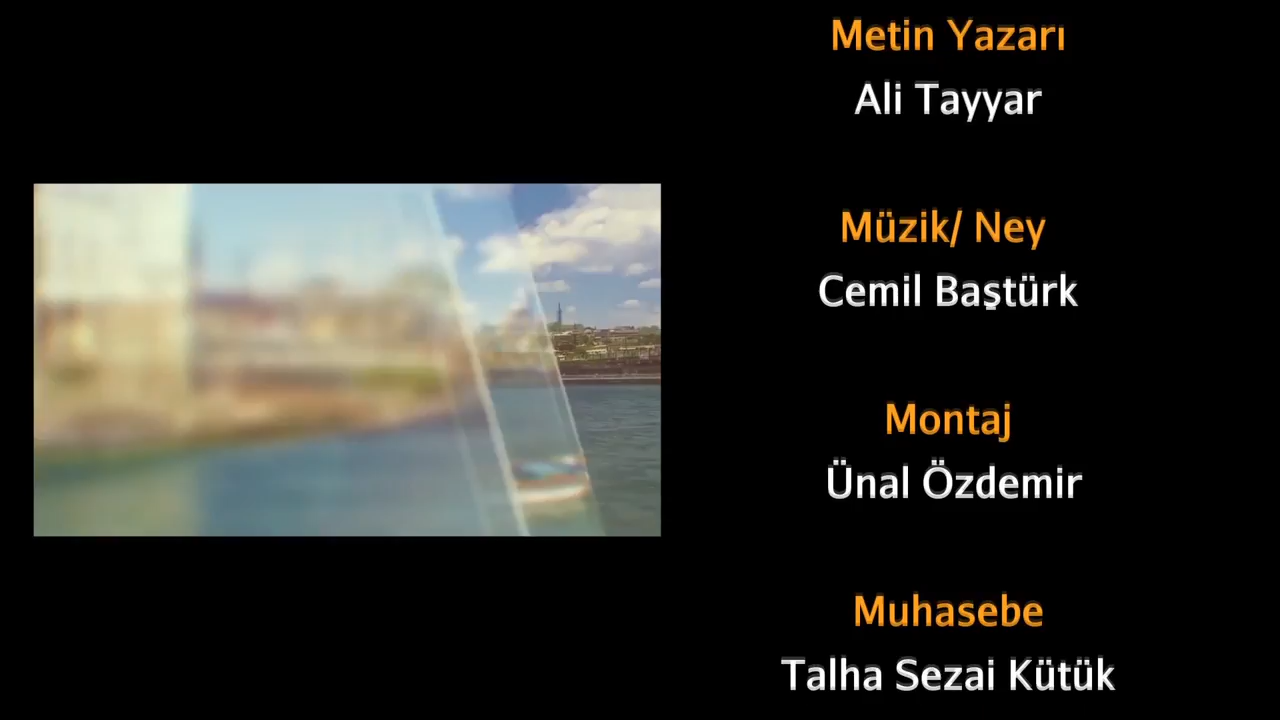 Metin Yazarı
Ali Tayyar
Müzik/ Ney
Cemil Baştürk
Montaj
Ünal Özdemir
Muhasebe
Talha Sezai Kütük